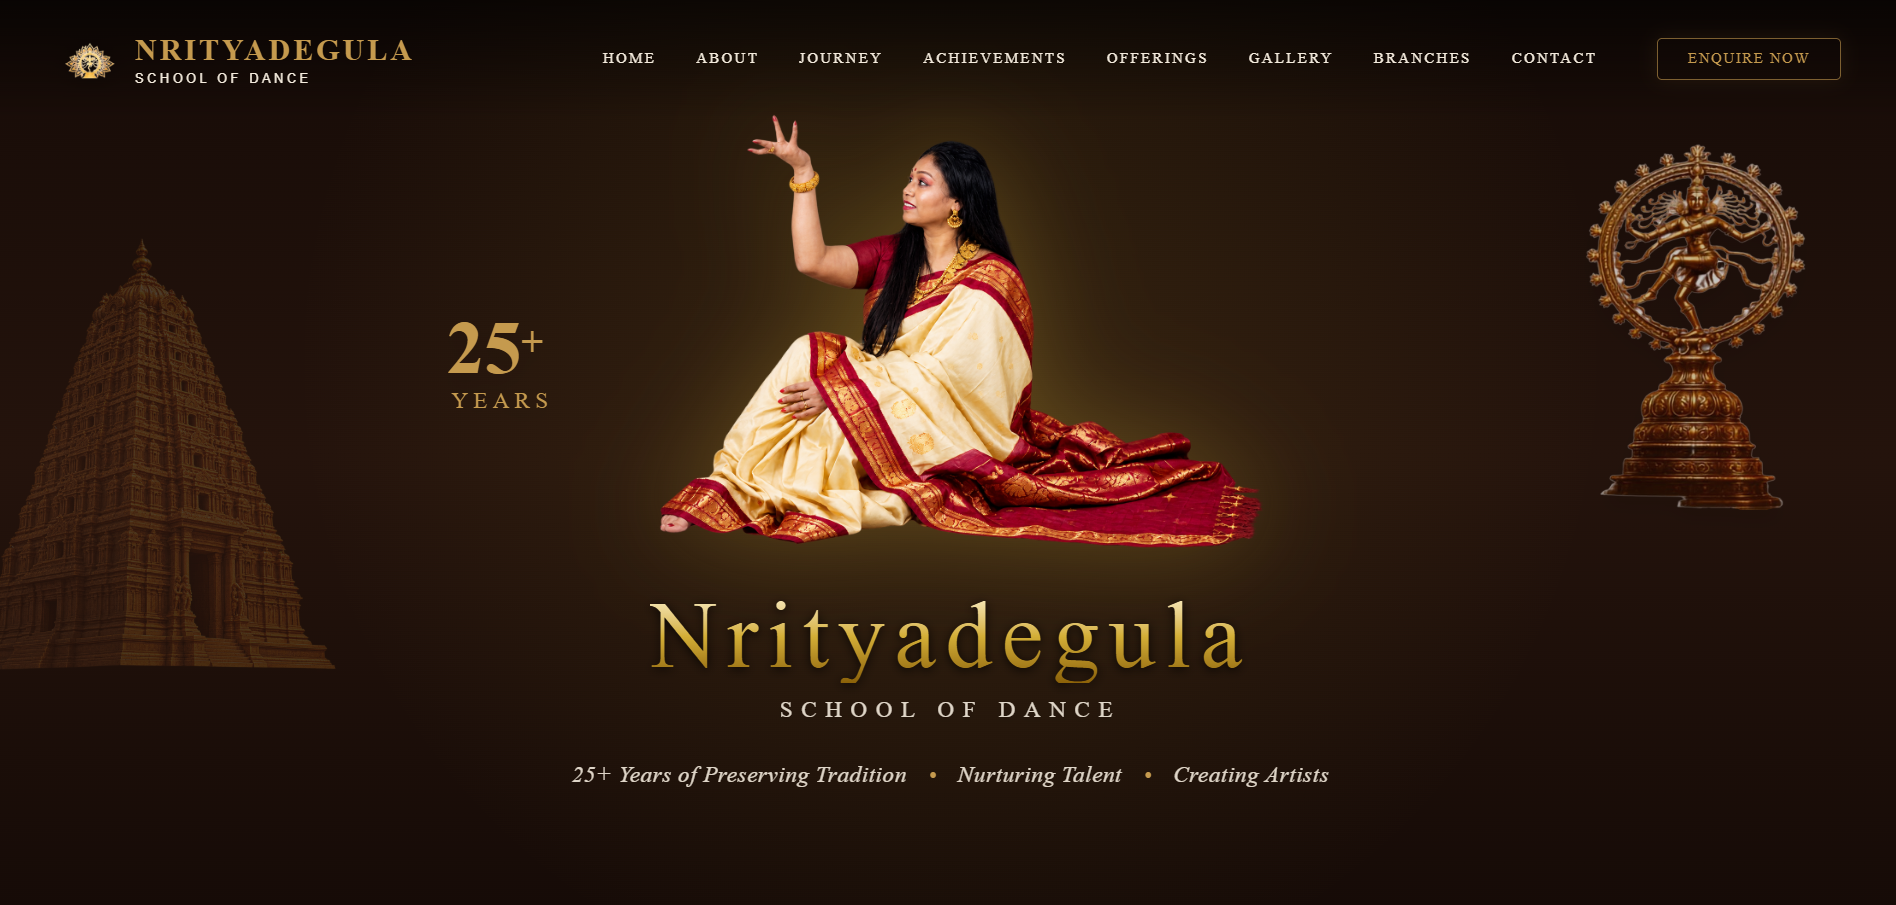 NRITYADEGULA
SCHOOL OF DANCE
HOME ABOUT JOURNEY ACHIEVEMENTS OFFERINGS GALLERY BRANCHES CONTACT ENQUIRE NOW
25+
YEARS
Nrityadegula
SCHOOL OF DANCE
25+ Years of Preserving Tradition • Nurturing Talent • Creating Artists